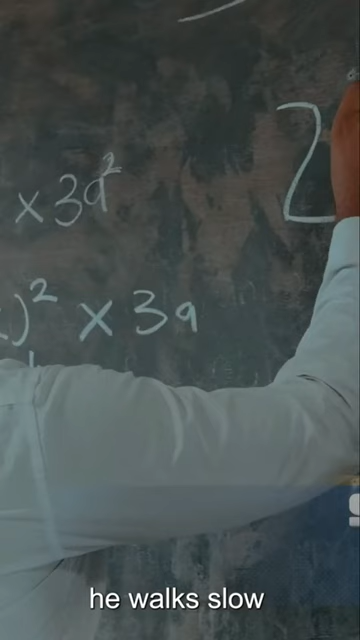 ×3a²
2
)² × 3a
he walks slow